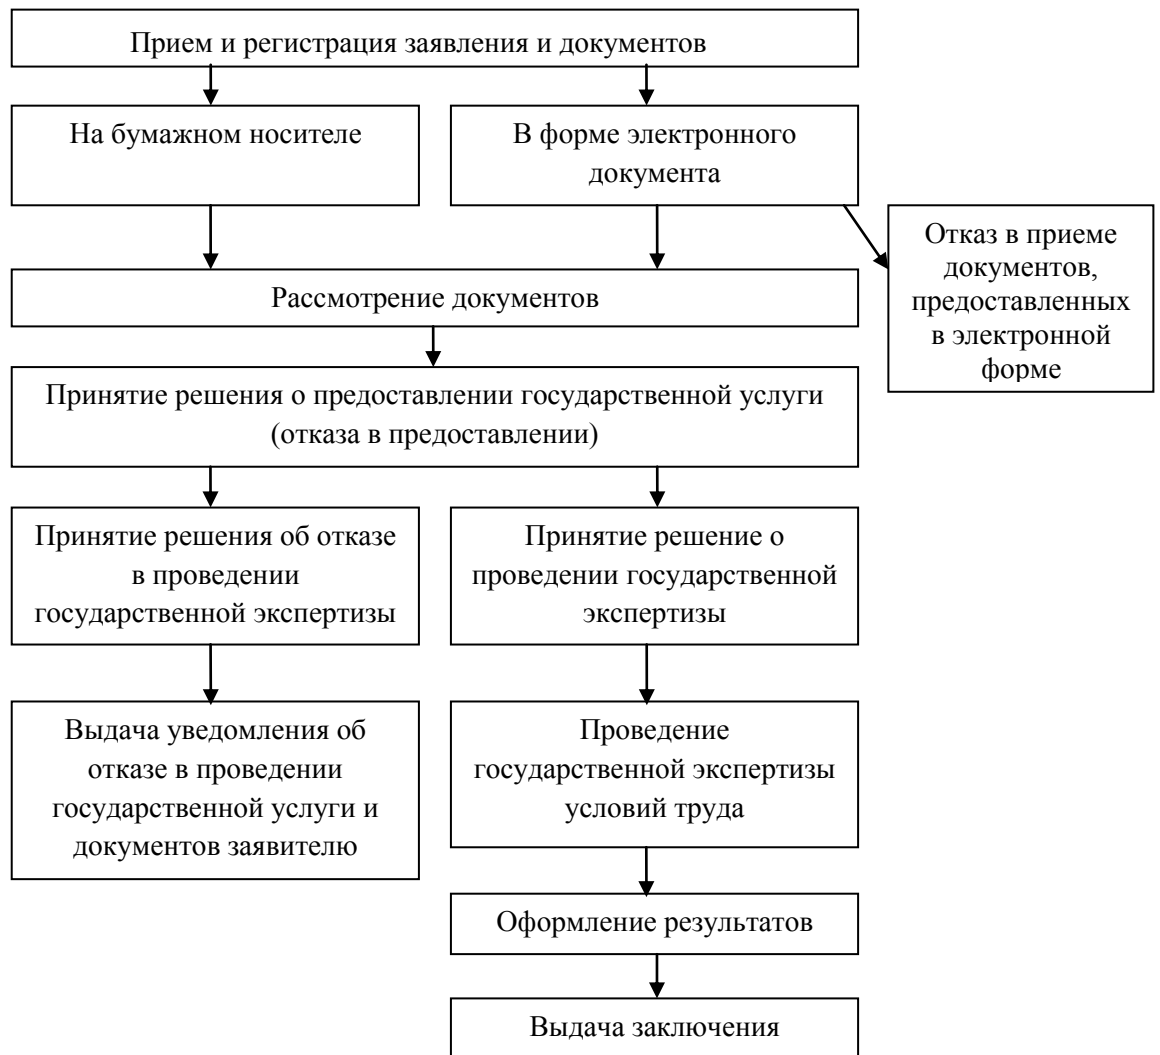 Прием и регистрация заявления и документов
На бумажном носителе
В форме электронного
документа
Отказ в приеме
документов,
предоставленных
в электронной
форме
Рассмотрение документов
Принятие решения о предоставлении государственной услуги
(отказа в предоставлении)
Принятие решения об отказе
в проведении
государственной экспертизы
Принятие решение о
проведении государственной
экспертизы
Выдача уведомления об
отказе в проведении
государственной услуги и
документов заявителю
Проведение
государственной экспертизы
условий труда
Оформление результатов
Выдача заключения